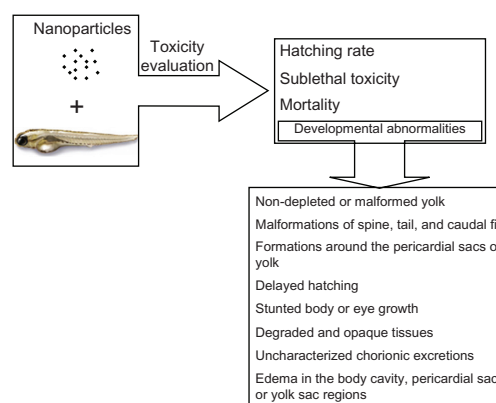 Nanoparticles
+
Toxicity
evaluation
Hatching rate
Sublethal toxicity
Mortality
Developmental abnormalities
Non-depleted or malformed yolk
Malformations of spine, tail, and caudal fi
Formations around the pericardial sacs o
yolk
Delayed hatching
Stunted body or eye growth
Degraded and opaque tissues
Uncharacterized chorionic excretions
Edema in the body cavity, pericardial sac
or yolk sac regions